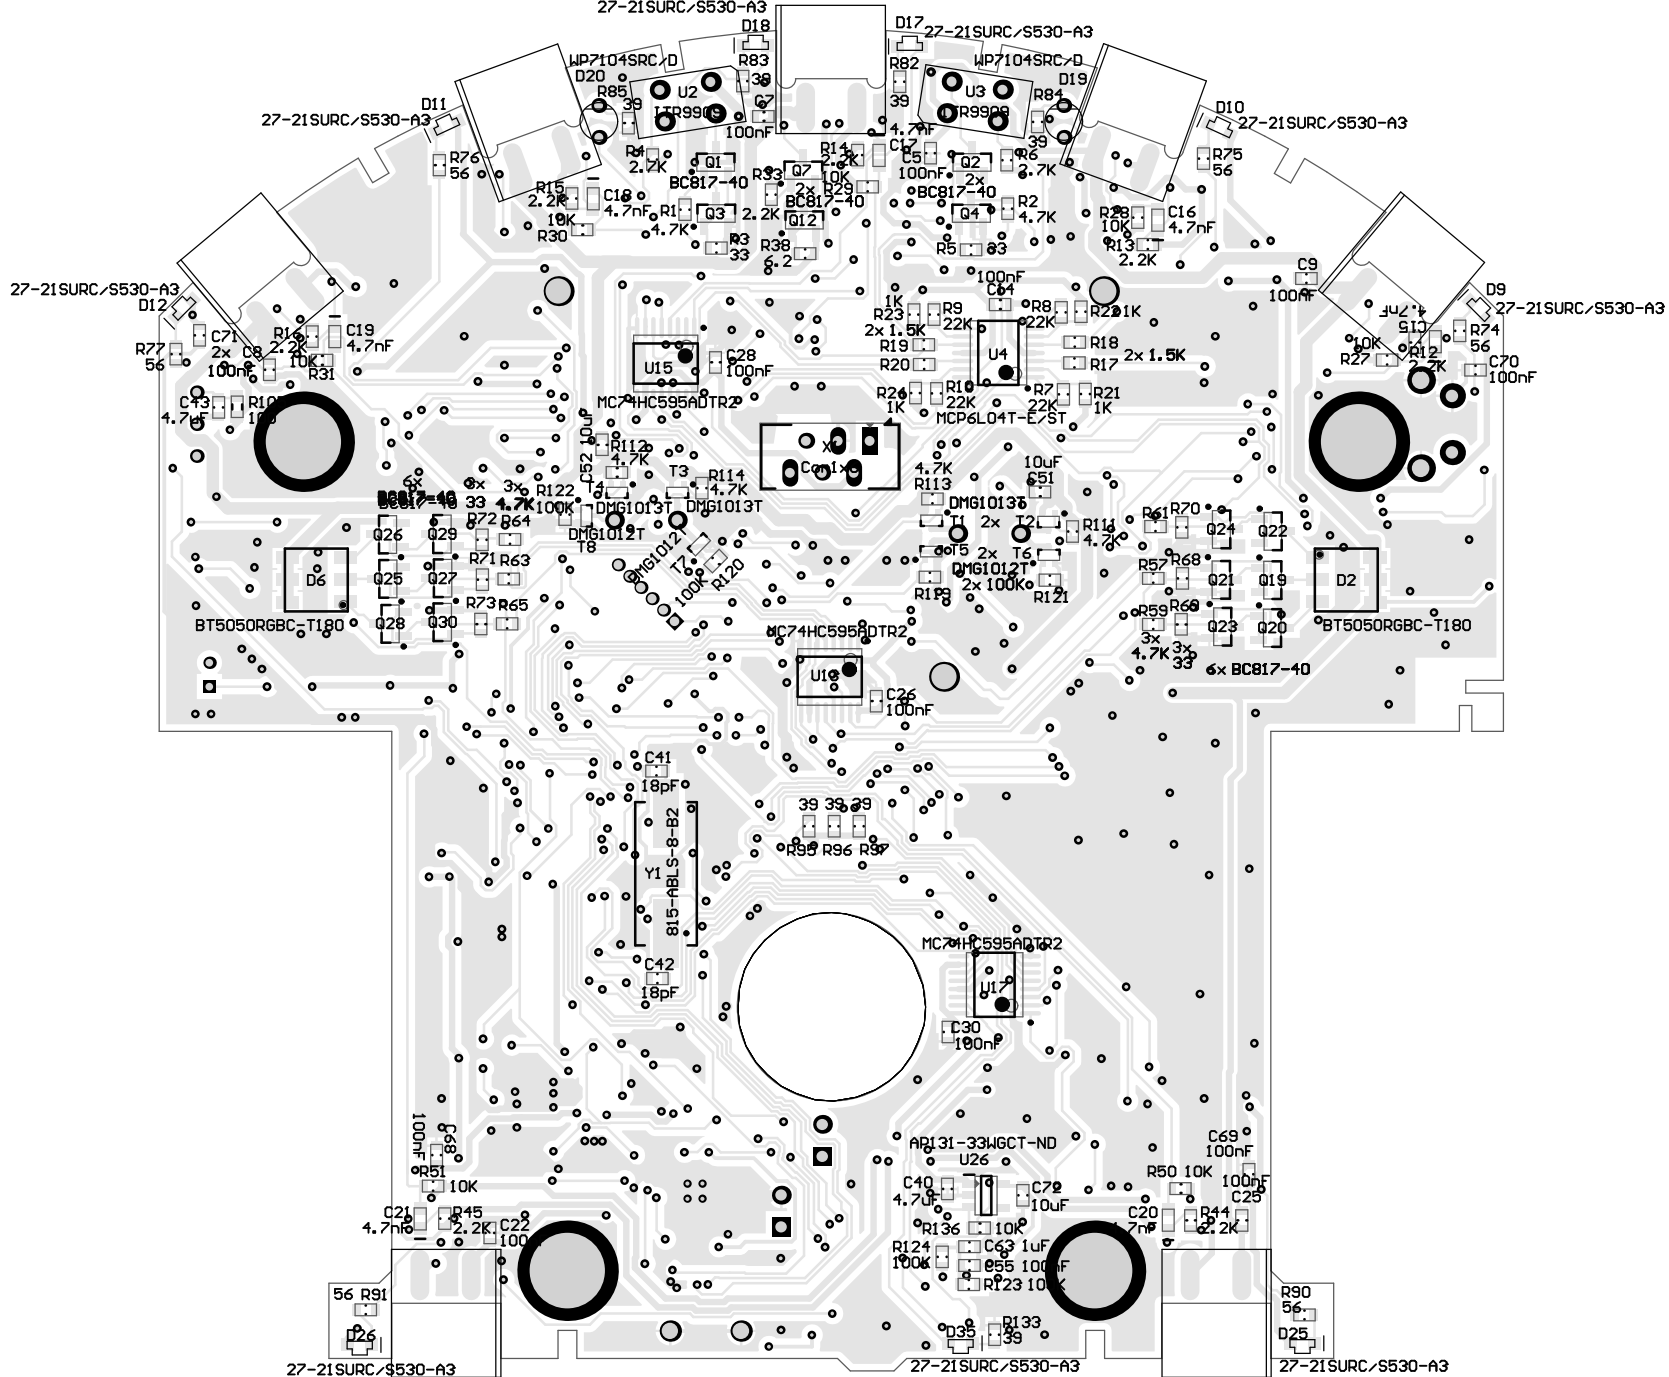 27-21SURC/S530-A3
D18
D17
27-21SURC/S530-A3
WP7104SRC/D
D20
R83
39
R82
39
WP7104SRC/D
D19
U2
ITR9909
U3
ITR9909
R85
39
C7
100nF
R84
39
D11
27-21SURC/S530-A3
D10
27-21SURC/S530-A3
R76
56
R75
56
R4
2.7K
Q1
BC817-40
Q7
2x
BC817-40
R14
2.2K
10K
R29
4.7nF
C17
C5
100nF
Q2
2x
BC817-40
R6
2.7K
R15
2.2K
10K
R30
C18
4.7nF
R1
4.7K
Q3
R3
33
R33
2.2K
Q12
R38
6.2
Q4
R2
4.7K
R5
33
R28
10K
R13
2.2K
C16
4.7nF
27-21SURC/S530-A3
D12
C9
100nF
D9
27-21SURC/S530-A3
C71
2x
C8
100nF
R77
56
R16
2.2K
10K
R31
C19
4.7nF
U15
MC74HC595ADTR2
C28
100nF
1K
R23
R9
22K
2x 1.5K
R19
R20
R24
1K
R10
22K
100nF
C14
U4
MCP6L04T-E/ST
R8
22K
R22
1K
R18
R17
2x 1.5K
R7
22K
R21
1K
4.7nF
C15
10K
R27
R12
2.2K
R74
56
C70
100nF
C43
4.7uF
C52 10uF
R112
4.7K
T4
T3
R114
4.7K
DMG1013T
DMG1013T
X1
Con1x6
4.7K
R113
10uF
C51
DMG1013T
T1
2x
T2
R111
4.7K
R122
100K
DMG1012T
T8
DMG1012T
T7
100K
R120
T5
2x
DMG1012T
2x 100K
T6
R119
R121
6x
BC817-40
3x
33
3x
4.7K
Q26
Q29
R72
R64
Q25
Q27
R71
R63
Q28
Q30
R73
R65
D6
BT5050RGBC-T180
R61
R70
Q24
Q22
R57
R68
Q21
Q19
R59
R69
Q23
Q20
3x
4.7K
3x
33
6x BC817-40
D2
BT5050RGBC-T180
MC74HC595ADTR2
C26
100nF
C41
18pF
Y1
815-ABLS-8-B2
C42
18pF
39 39 39
R95 R96 R97
MC74HC595ADTR2
U17
C30
100nF
100nF
C68
R51
10K
C21
4.7nF
R45
2.2K
C22
AP131-33WGCT-ND
U26
C40
4.7uF
C72
10uF
R136
10K
R124
100K
C63 1uF
C55 100nF
R123
R133
39
C69
100nF
R50 10K
100nF
C25
C20
R44
2.2K
56 R91
D26
27-21SURC/S530-A3
D35
27-21SURC/S530-A3
R90
56
D25
27-21SURC/S530-A3